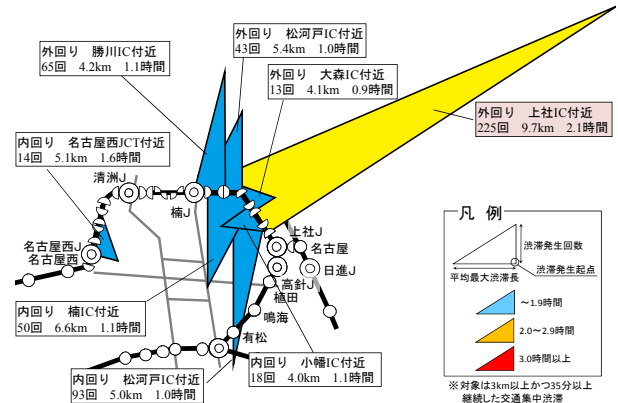 外回り 松河戸IC付近
43回 5.4km 1.0時間
外回り 勝川IC付近
65回 4.2km 1.1時間
外回り 大森IC付近
13回 4.1km 0.9時間
外回り 上社IC付近
225回 9.7km 2.1時間
内回り 名古屋西JCT付近
14回 5.1km 1.6時間
清洲J
楠J
上社J
名古屋
日進J
高針J
植田
鳴海
有松
名古屋西J
名古屋西
内回り 楠IC付近
50回 6.6km 1.1時間
内回り 松河戸IC付近
93回 5.0km 1.0時間
内回り 小幡IC付近
18回 4.0km 1.1時間
凡 例
渋滞発生回数
渋滞発生起点
平均最大渋滞長
～1.9時間
2.0～2.9時間
3.0時間以上
※対象は3km以上かつ35分以上
継続した交通集中渋滞